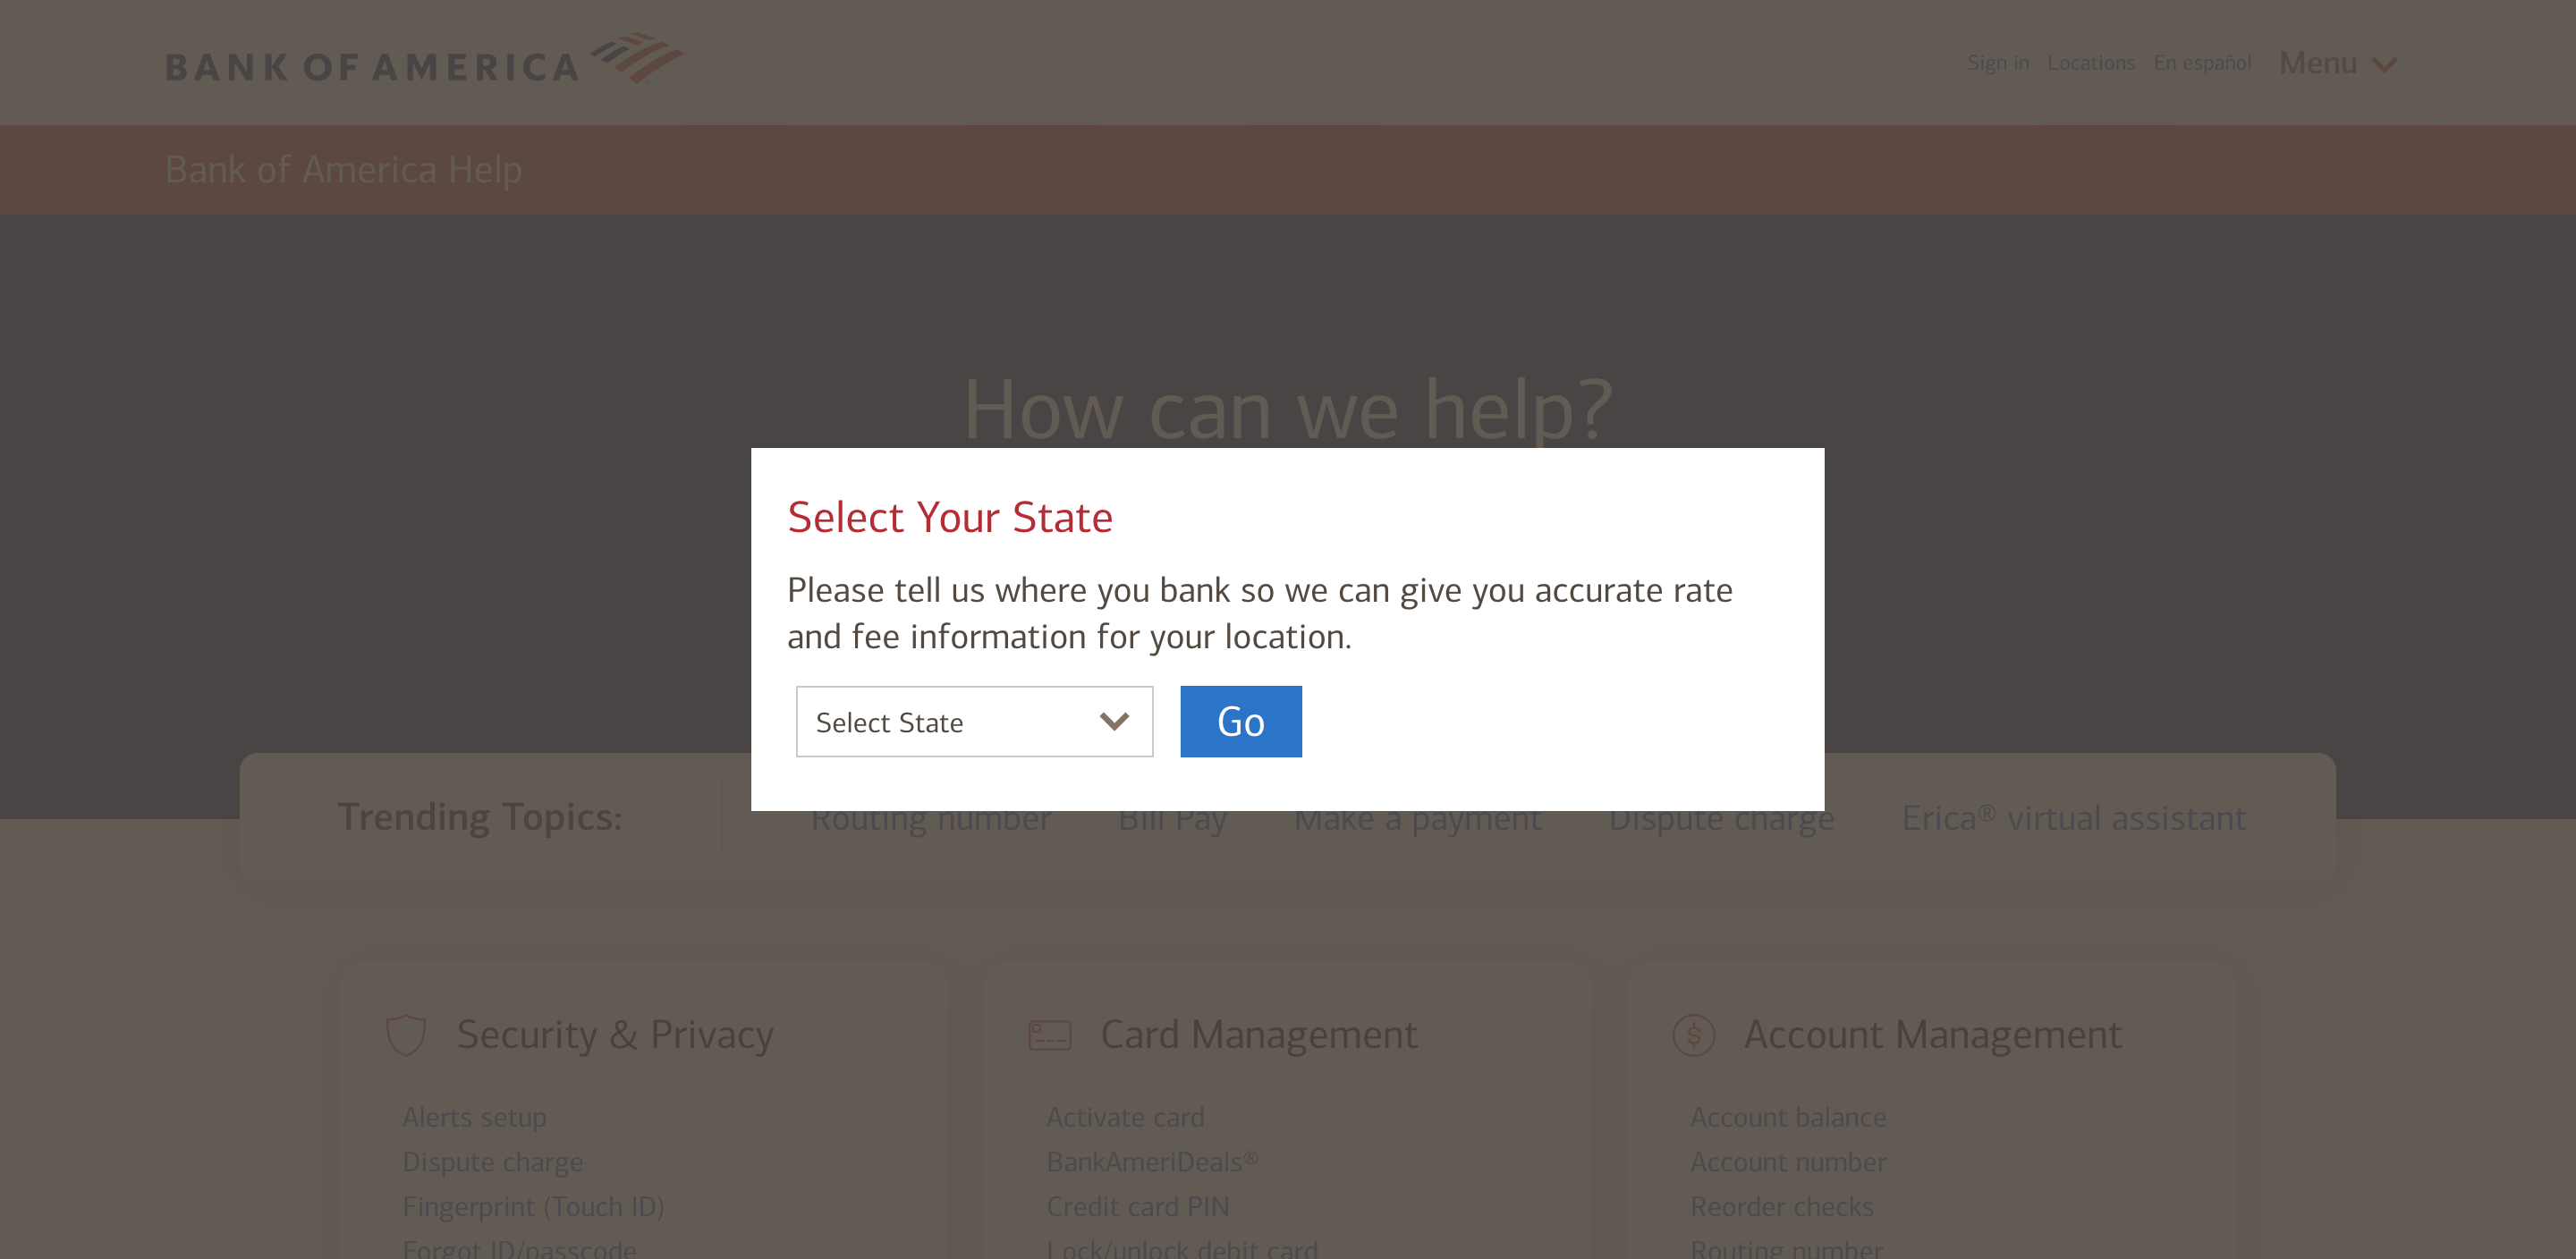 BANK OF AMERICA
Sign in Locations En español Menu
Bank of America Help
How can we help?
Select Your State
Please tell us where you bank so we can give you accurate rate
and fee information for your location.
Select State Go
Trending Topics: Routing number Bill Pay Make a payment Dispute charge Erica® virtual assistant
Security & Privacy
Alerts setup
Dispute charge
Fingerprint (Touch ID)
Forgot ID/passcode
Card Management
Activate card
BankAmeriDeals®
Credit card PIN
Lock/unlock debit card
Account Management
Account balance
Account number
Reorder checks
Routing number